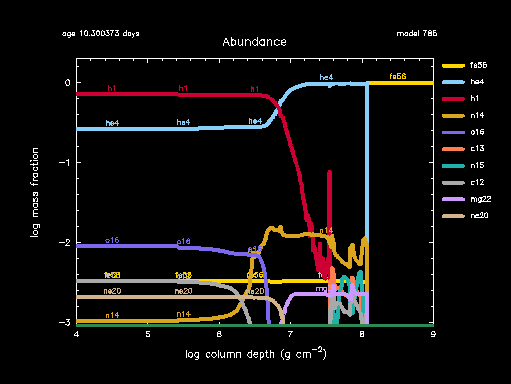 age 10.300373 days
model 786
Abundance
fe56
he4
h1
n14
o16
c13
n15
c12
mg22
ne20
0
h1 h1 h1 he4 fe56
he4 he4 he4
−1
log mass fraction
−2
o16 o16 n14
fe56 fe56
ne20 ne20
n14 n14
−3
4 5 6 7 8 9
log column depth (g cm⁻²)